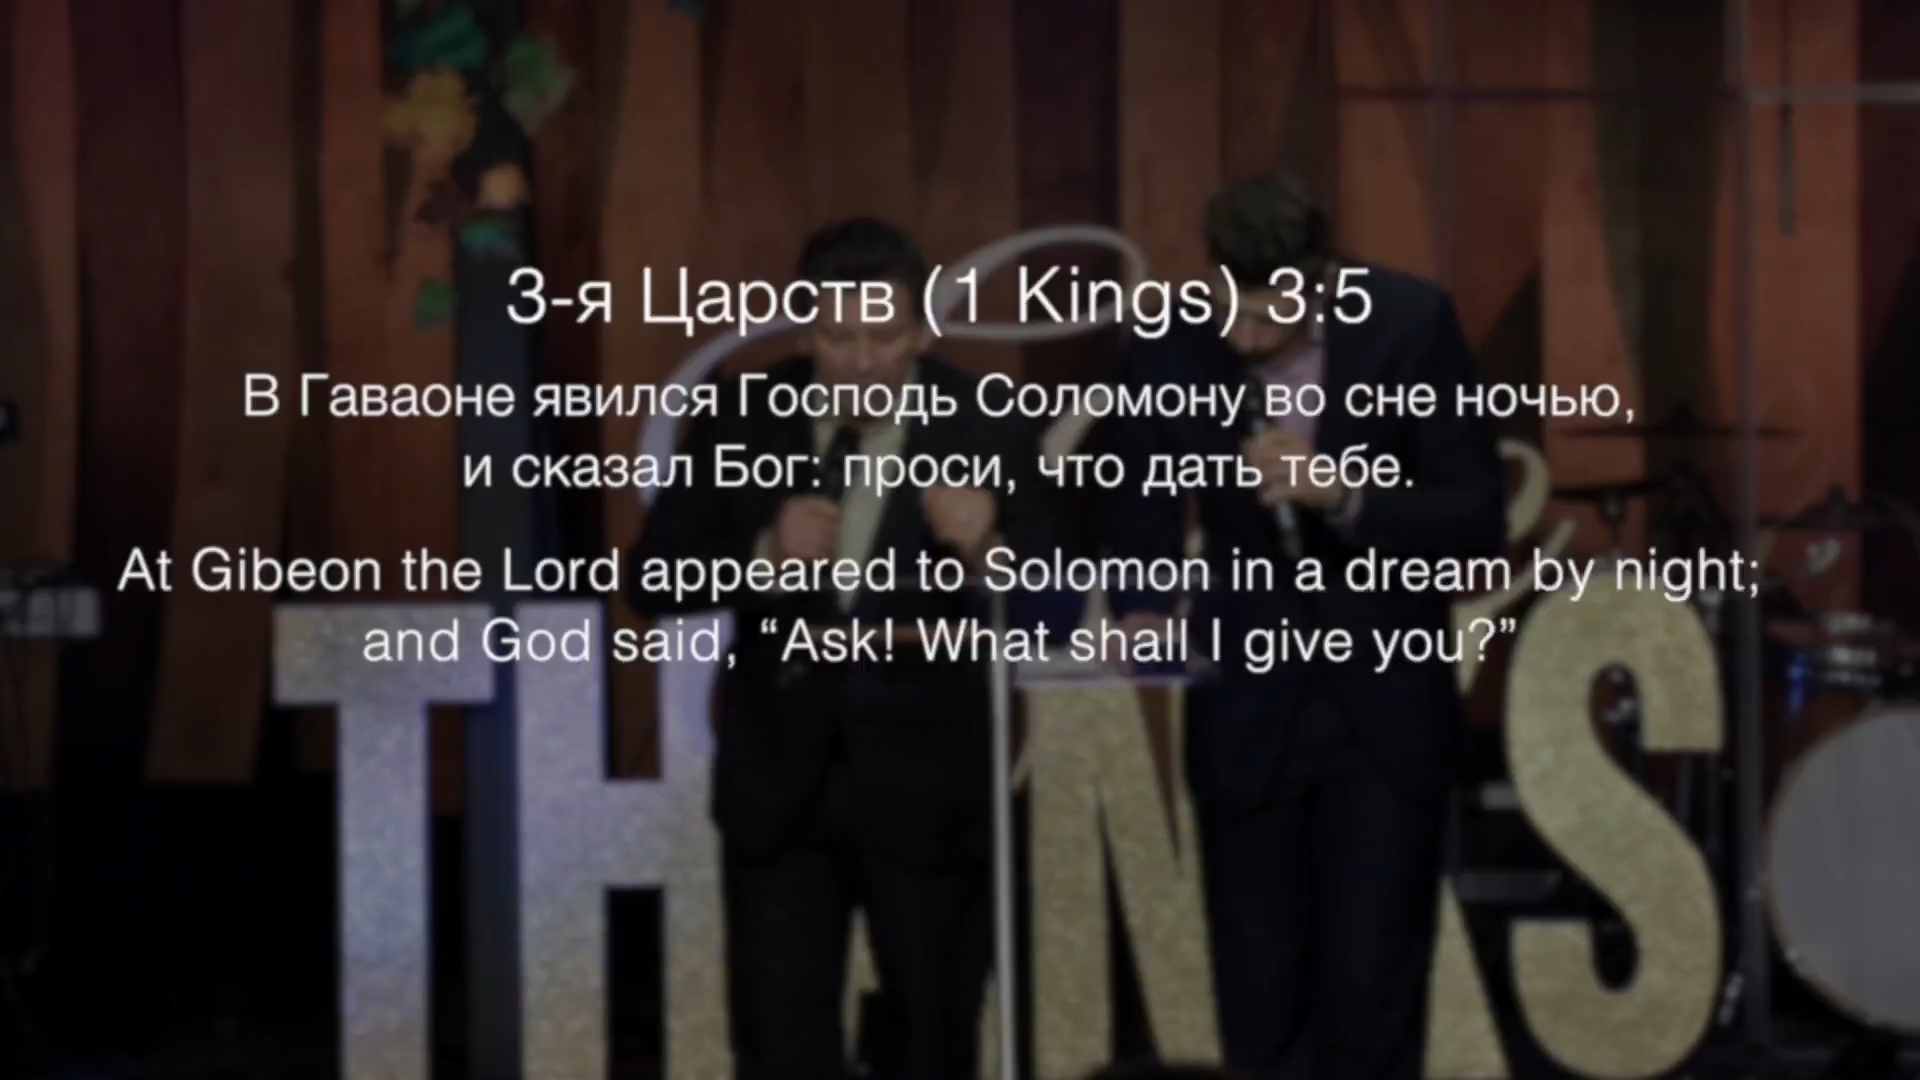 3-я Царств (1 Kings) 3:5
В Гаваоне явился Господь Соломону во сне ночью,
и сказал Бог: проси, что дать тебе.
At Gibeon the Lord appeared to Solomon in a dream by night;
and God said, “Ask! What shall I give you?”